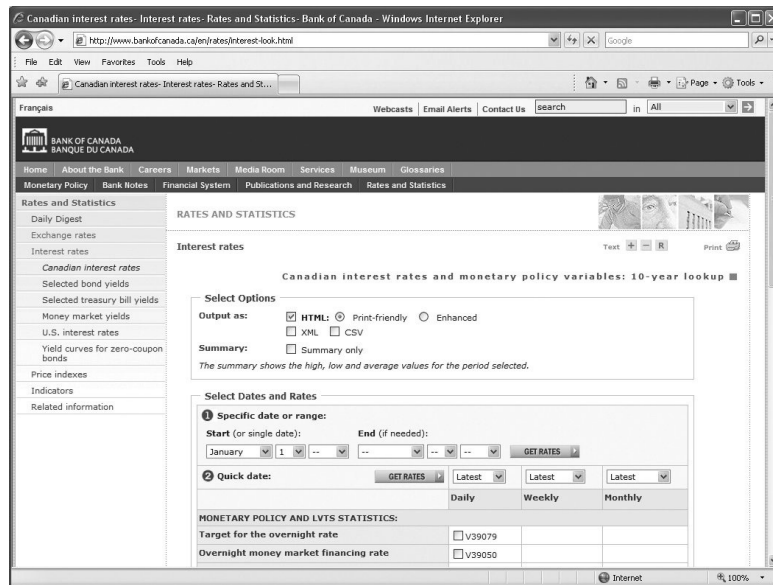 Canadian interest rates- Interest rates- Rates and Statistics- Bank of Canada - Windows Internet Explorer
http://www.bankofcanada.ca/en/rates/interest-look.html
Google
File Edit View Favorites Tools Help
Canadian interest rates- Interest rates- Rates and St...
Page Tools
Français
Webcasts Email Alerts Contact Us search in All
BANK OF CANADA
BANQUE DU CANADA
Home About the Bank Careers Markets Media Room Services Museum Glossaries
Monetary Policy Bank Notes Financial System Publications and Research Rates and Statistics
Rates and Statistics
Daily Digest
Exchange rates
Interest rates
Canadian interest rates
Selected bond yields
Selected treasury bill yields
Money market yields
U.S. interest rates
Yield curves for zero-coupon
bonds
Price indexes
Indicators
Related information
RATES AND STATISTICS
Interest rates
Text + − R Print
Canadian interest rates and monetary policy variables: 10-year lookup
Select Options
Output as: HTML: Print-friendly Enhanced
XML CSV
Summary: Summary only
The summary shows the high, low and average values for the period selected.
Select Dates and Rates
1 Specific date or range:
Start (or single date): End (if needed):
January 1 -- -- -- -- GET RATES
2 Quick date: GET RATES Latest Latest Latest
Daily Weekly Monthly
MONETARY POLICY AND LVTS STATISTICS:
Target for the overnight rate V39079
Overnight money market financing rate V39050
Internet 100%